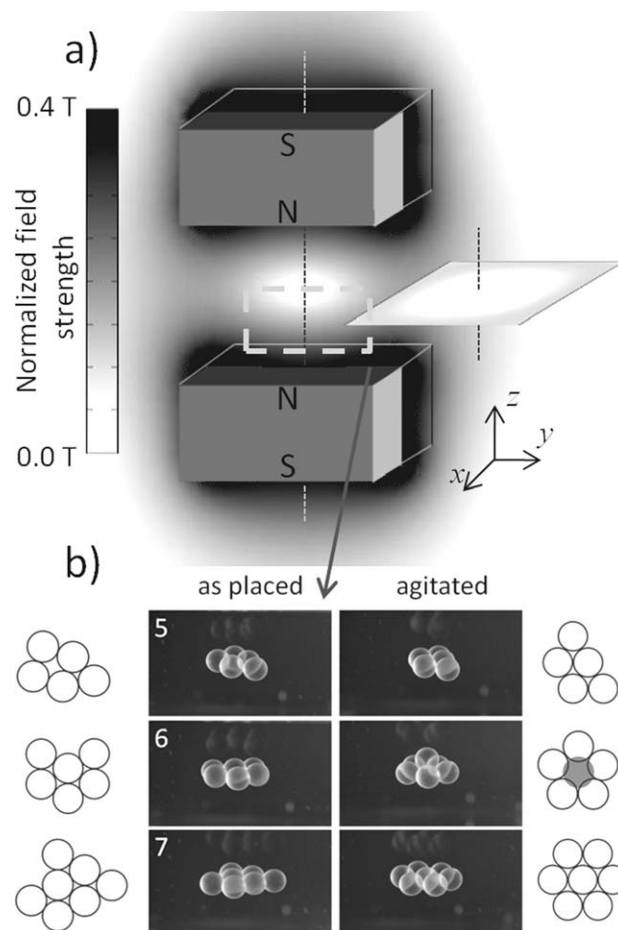 a)
0.4 T
Normalized field
strength
0.0 T
S
N
N
S
z
y
x
b)
as placed
agitated
5
6
7